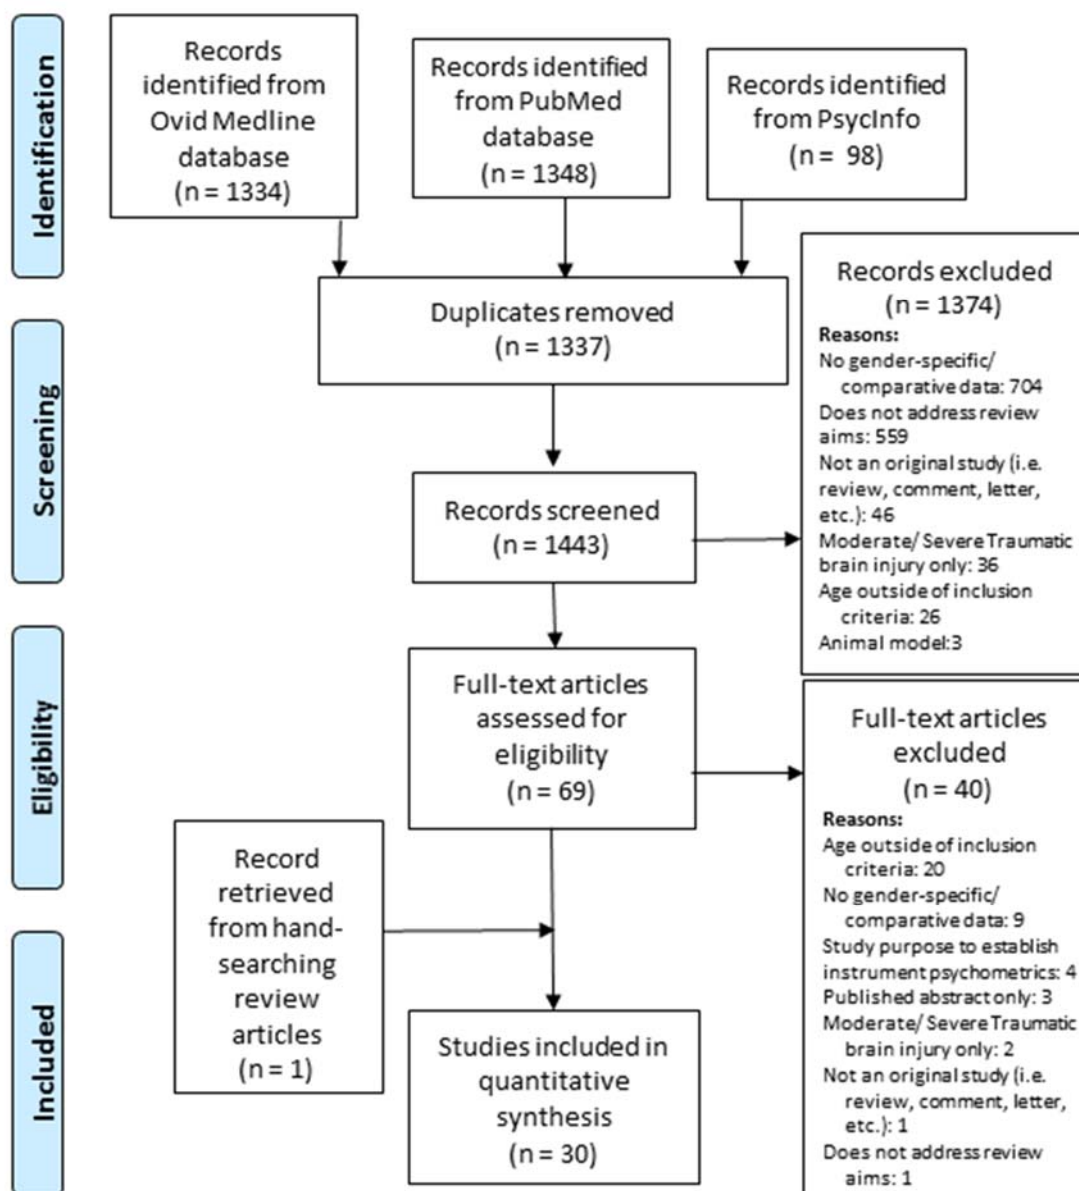 Identification
Records
identified from
Ovid Medline
database
(n = 1334)
Records identified
from PubMed
database
(n = 1348)
Records identified
from PsycInfo
(n = 98)
Duplicates removed
(n = 1337)
Screening
Records screened
(n = 1443)
Records excluded
(n = 1374)
Reasons:
No gender-specific/
comparative data: 704
Does not address review
aims: 559
Not an original study (i.e.
review, comment, letter,
etc.): 46
Moderate/ Severe Traumatic
brain injury only: 36
Age outside of inclusion
criteria: 26
Animal model:3
Eligibility
Full-text articles
assessed for
eligibility
(n = 69)
Full-text articles
excluded
(n = 40)
Reasons:
Age outside of inclusion
criteria: 20
No gender-specific/
comparative data: 9
Study purpose to establish
instrument psychometrics: 4
Published abstract only: 3
Moderate/ Severe Traumatic
brain injury only: 2
Not an original study (i.e.
review, comment, letter,
etc.): 1
Does not address review
aims: 1
Record
retrieved
from hand-
searching
review
articles
(n = 1)
Included
Studies included in
quantitative
synthesis
(n = 30)